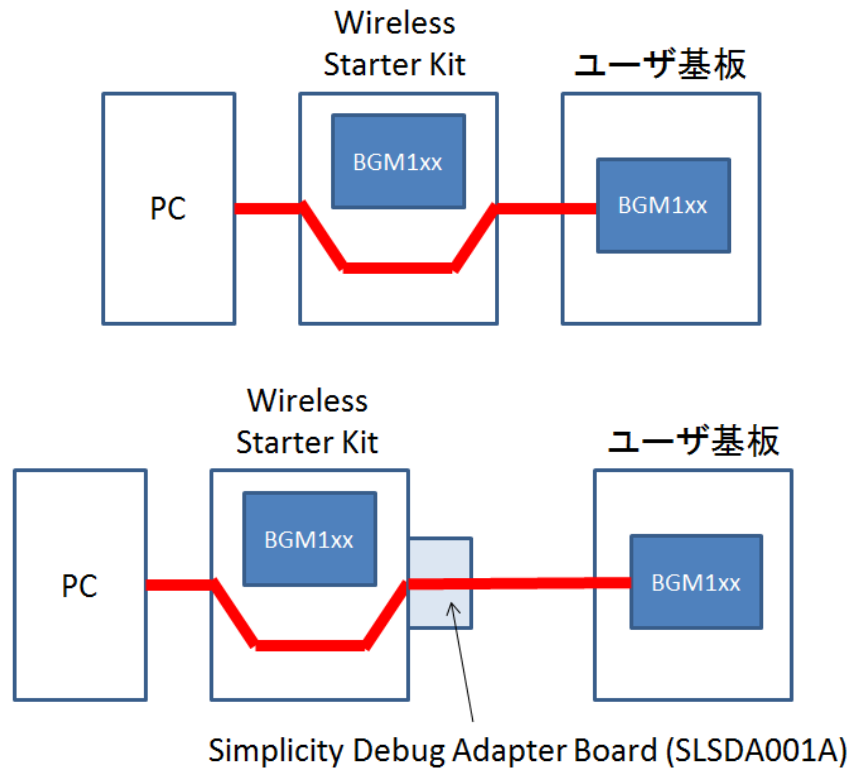 Wireless
Starter Kit
ユーザ基板
PC
BGM1xx
BGM1xx
Wireless
Starter Kit
ユーザ基板
PC
BGM1xx
BGM1xx
Simplicity Debug Adapter Board (SLSDA001A)